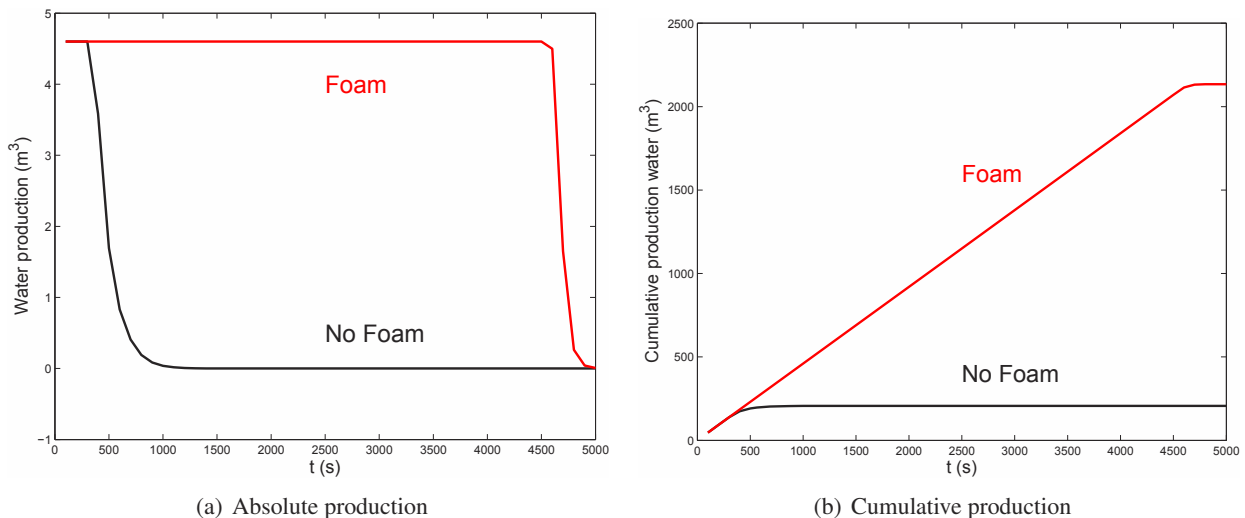 5
4
3
2
1
0
−1
Water production (m³)
Foam
No Foam
0 500 1000 1500 2000 2500 3000 3500 4000 4500 5000
t (s)
(a) Absolute production
2500
2000
1500
1000
500
0
Cumulative production water (m³)
Foam
No Foam
0 500 1000 1500 2000 2500 3000 3500 4000 4500 5000
t (s)
(b) Cumulative production